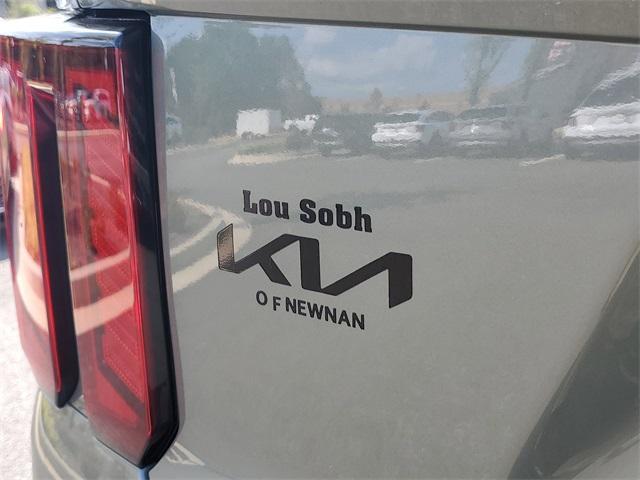 Lou Sobh
KIA
OF NEWNAN